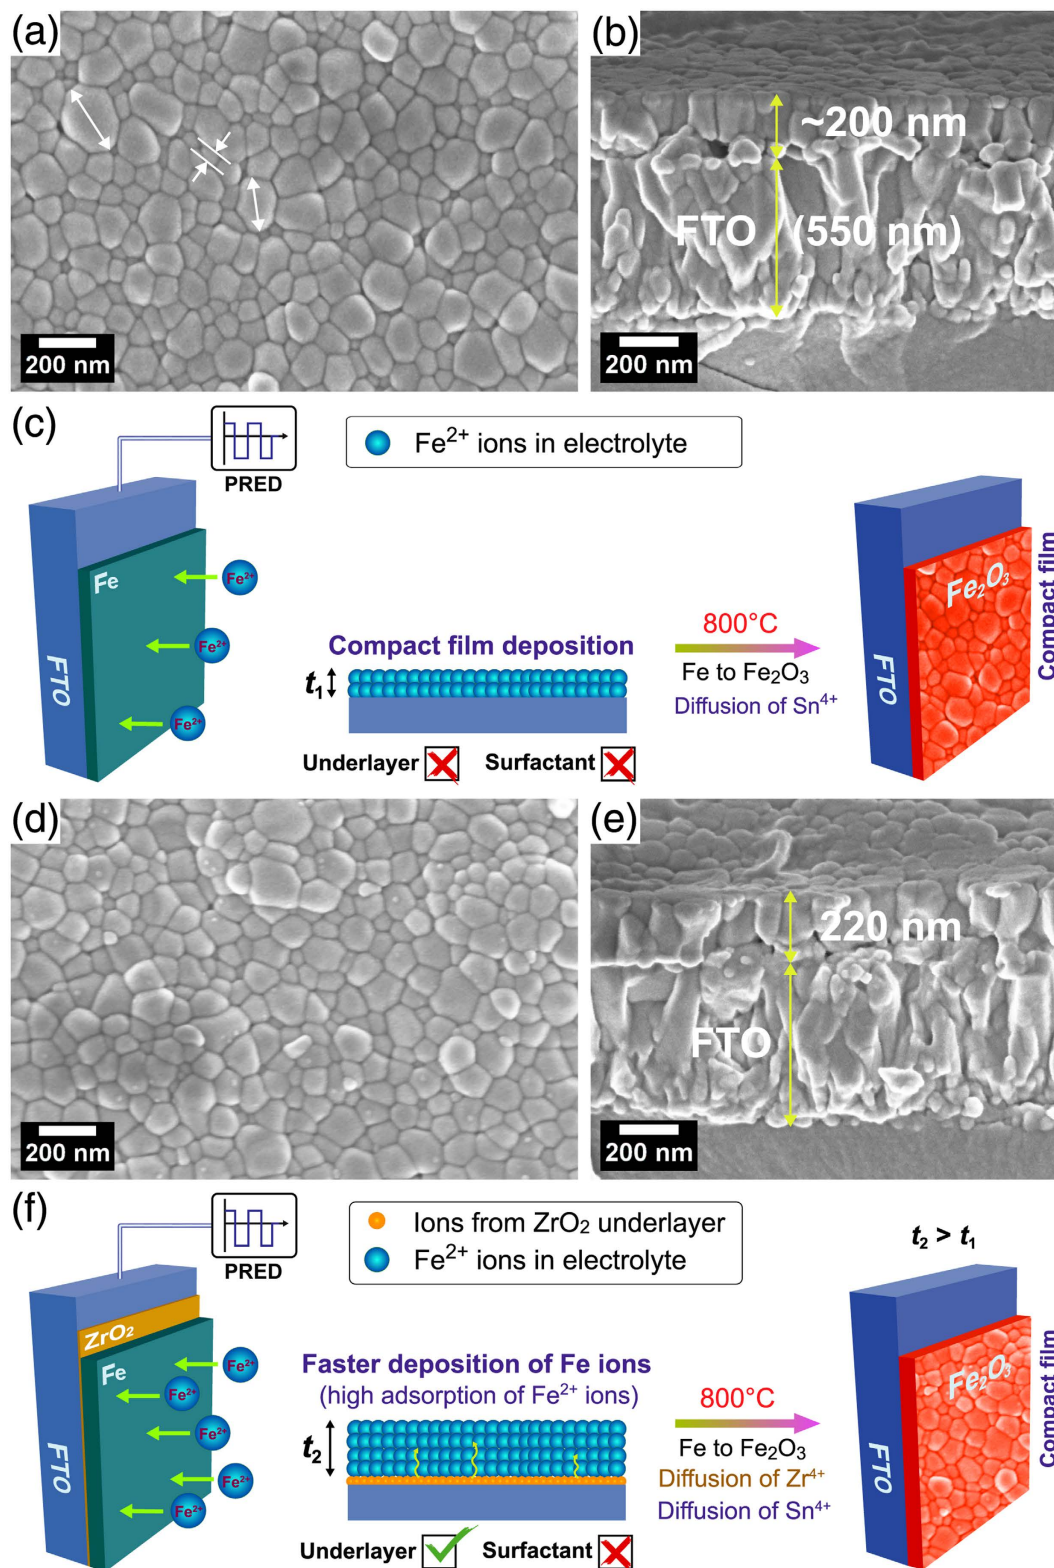 (a)
200 nm
(b)
~200 nm
FTO (550 nm)
200 nm
(c)
PRED
Fe²⁺ ions in electrolyte
FTO
Fe
Fe²⁺
Fe²⁺
Fe²⁺
Compact film deposition
t₁
Underlayer
Surfactant
800°C
Fe to Fe₂O₃
Diffusion of Sn⁴⁺
FTO
Fe₂O₃
Compact film
(d)
200 nm
(e)
220 nm
FTO
200 nm
(f)
PRED
Ions from ZrO₂ underlayer
Fe²⁺ ions in electrolyte
t₂ > t₁
FTO
ZrO₂
Fe
Fe²⁺
Fe²⁺
Fe²⁺
Fe²⁺
Fe²⁺
Faster deposition of Fe ions
(high adsorption of Fe²⁺ ions)
t₂
Underlayer
Surfactant
800°C
Fe to Fe₂O₃
Diffusion of Zr⁴⁺
Diffusion of Sn⁴⁺
FTO
Fe₂O₃
Compact film